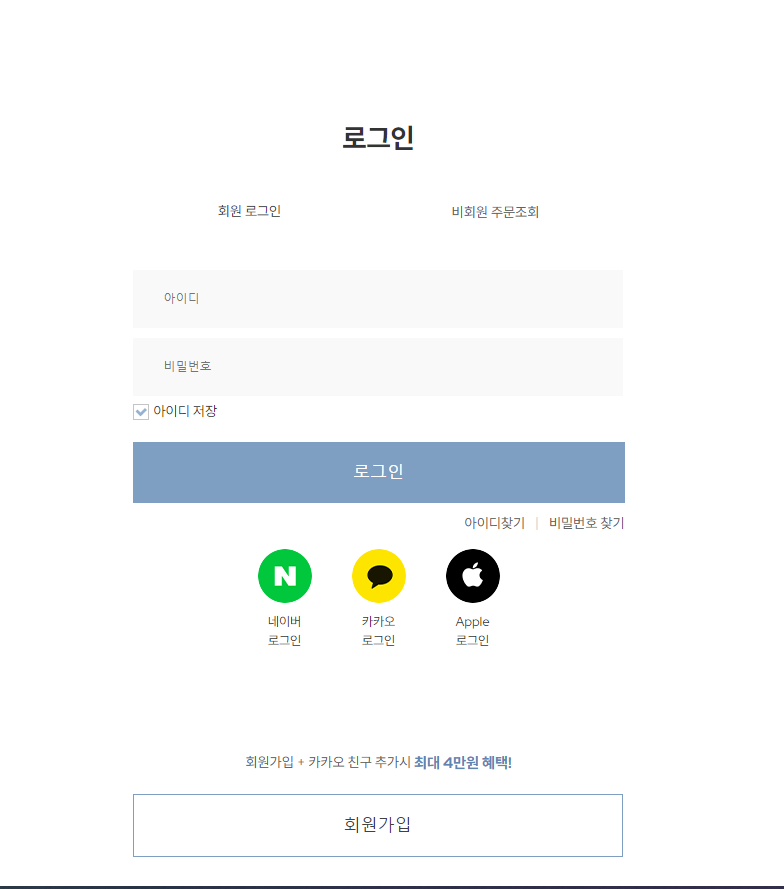 로그인
회원 로그인 비회원 주문조회
아이디
비밀번호
아이디 저장
로그인
아이디찾기 | 비밀번호 찾기
N
네이버 카카오 Apple
로그인 로그인 로그인
회원가입 + 카카오 친구 추가시 최대 4만원 혜택!
회원가입